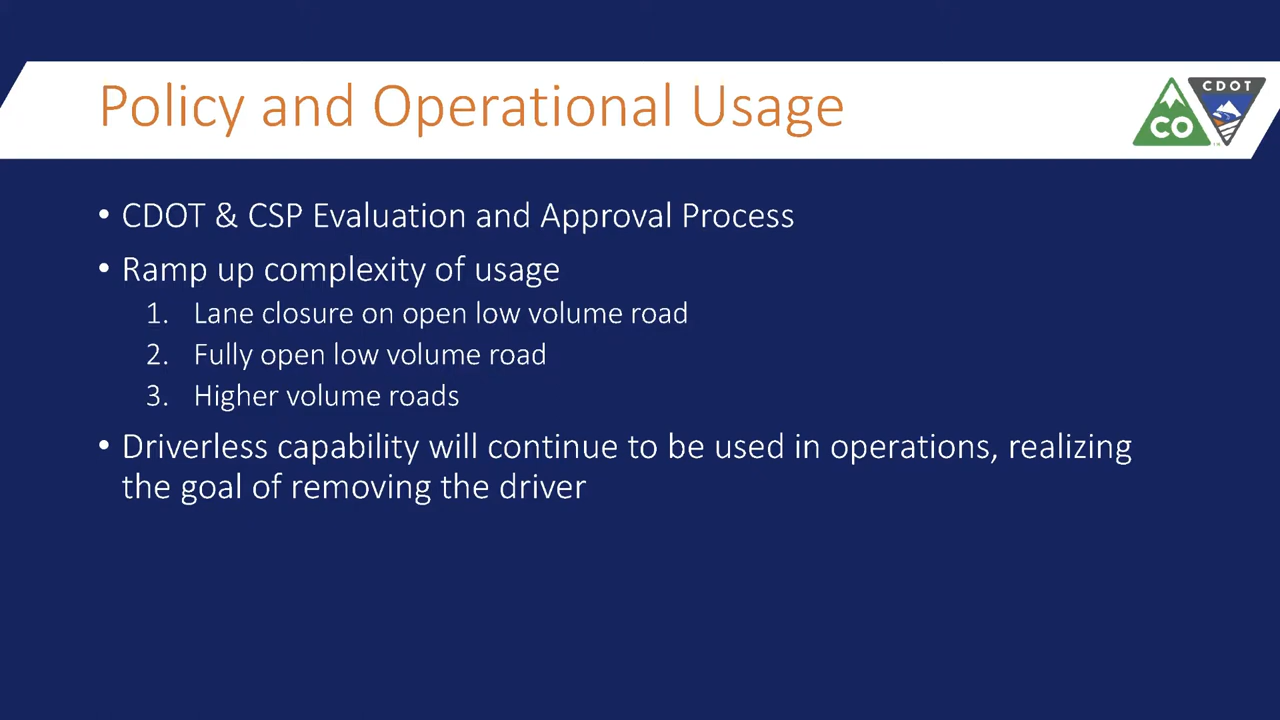 Policy and Operational Usage
CDOT
CO
• CDOT & CSP Evaluation and Approval Process
• Ramp up complexity of usage
1. Lane closure on open low volume road
2. Fully open low volume road
3. Higher volume roads
• Driverless capability will continue to be used in operations, realizing
the goal of removing the driver